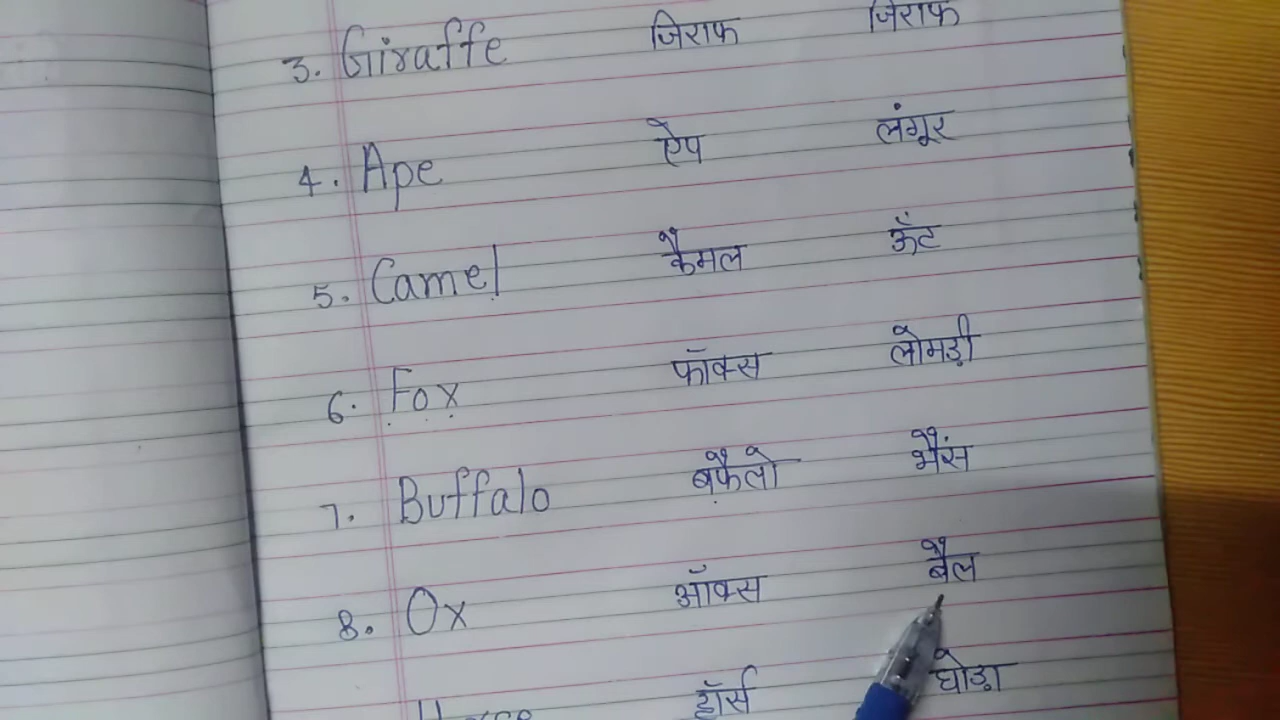 3. Giraffe जिराफ जिराफ
4. Ape ऐप लंगूर
5. Camel कैमल ऊँट
6. Fox फॉक्स लोमड़ी
7. Buffalo बफ़ैलो भैंस
8. Ox ऑक्स बैल
हॉर्स घोड़ा